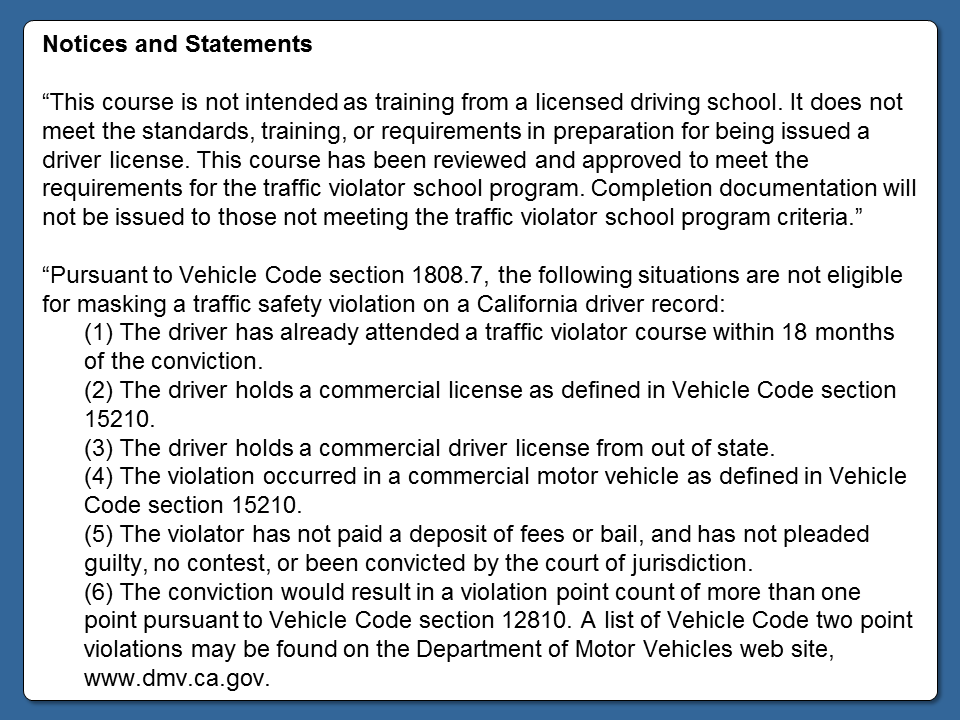 Notices and Statements
“This course is not intended as training from a licensed driving school. It does not
meet the standards, training, or requirements in preparation for being issued a
driver license. This course has been reviewed and approved to meet the
requirements for the traffic violator school program. Completion documentation will
not be issued to those not meeting the traffic violator school program criteria.”
“Pursuant to Vehicle Code section 1808.7, the following situations are not eligible
for masking a traffic safety violation on a California driver record:
(1) The driver has already attended a traffic violator course within 18 months
of the conviction.
(2) The driver holds a commercial license as defined in Vehicle Code section
15210.
(3) The driver holds a commercial driver license from out of state.
(4) The violation occurred in a commercial motor vehicle as defined in Vehicle
Code section 15210.
(5) The violator has not paid a deposit of fees or bail, and has not pleaded
guilty, no contest, or been convicted by the court of jurisdiction.
(6) The conviction would result in a violation point count of more than one
point pursuant to Vehicle Code section 12810. A list of Vehicle Code two point
violations may be found on the Department of Motor Vehicles web site,
www.dmv.ca.gov.